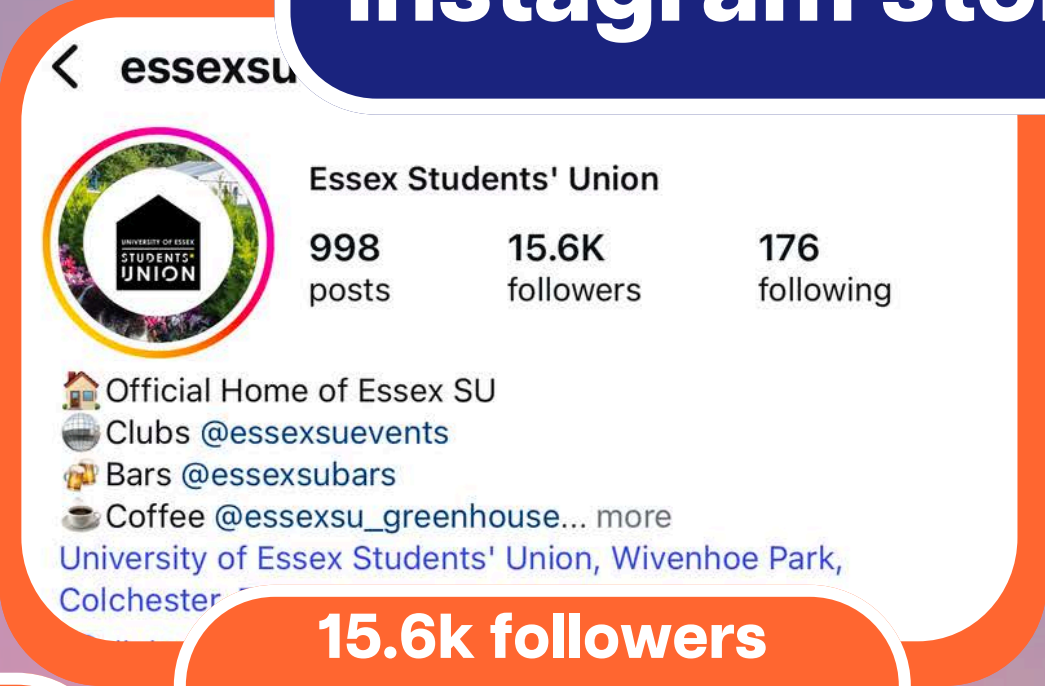 Instagram
essexsu
UNIVERSITY OF ESSEX
STUDENTS'
UNION
Essex Students' Union
998
posts
15.6K
followers
176
following
Official Home of Essex SU
Clubs @essexsuevents
Bars @essexsubars
Coffee @essexsu_greenhouse... more
University of Essex Students' Union, Wivenhoe Park,
Colchester,
15.6k followers